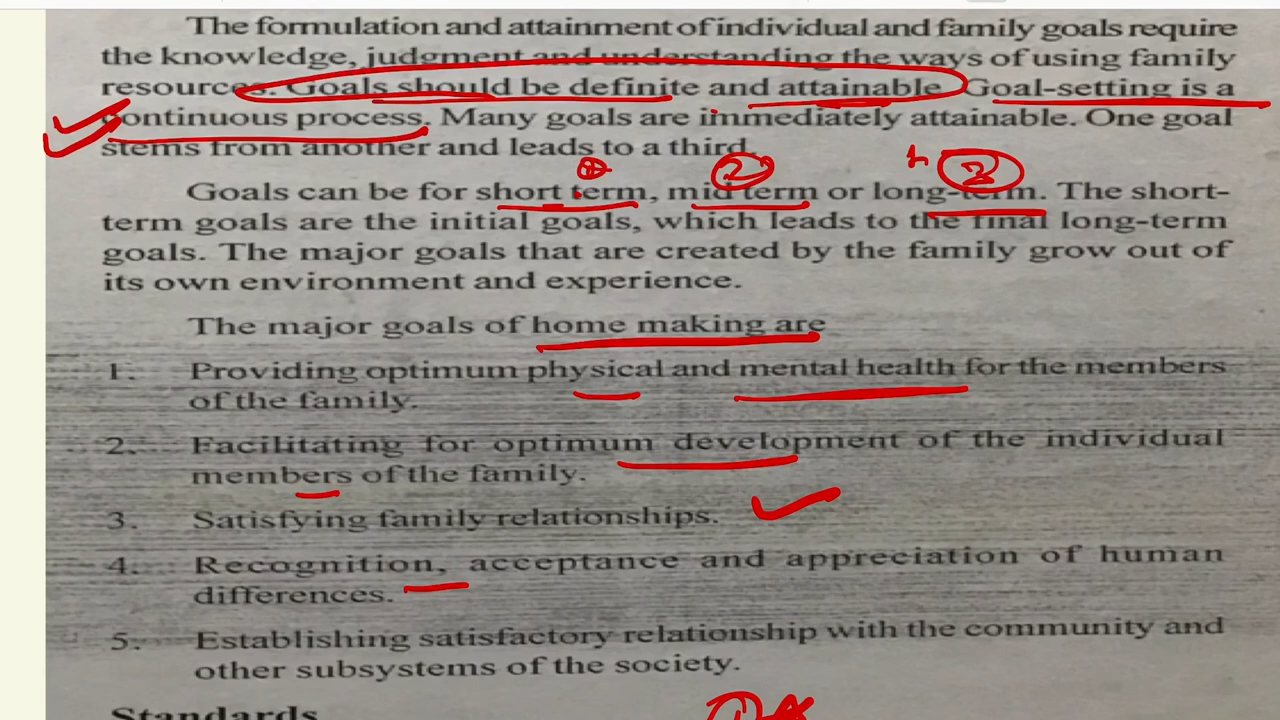 The formulation and attainment of individual and family goals require
the knowledge, judgment and understanding the ways of using family
resources. Goals should be definite and attainable. Goal-setting is a
continuous process. Many goals are immediately attainable. One goal
stems from another and leads to a third.
2
Goals can be for short term, mid term or long-term. The short-
term goals are the initial goals, which leads to the final long-term
goals. The major goals that are created by the family grow out of
its own environment and experience.
The major goals of home making are
1. Providing optimum physical and mental health for the members
of the family.
2. Facilitating for optimum development of the individual
members of the family.
3. Satisfying family relationships.
4. Recognition, acceptance and appreciation of human
differences.
5. Establishing satisfactory relationship with the community and
other subsystems of the society.
Standards